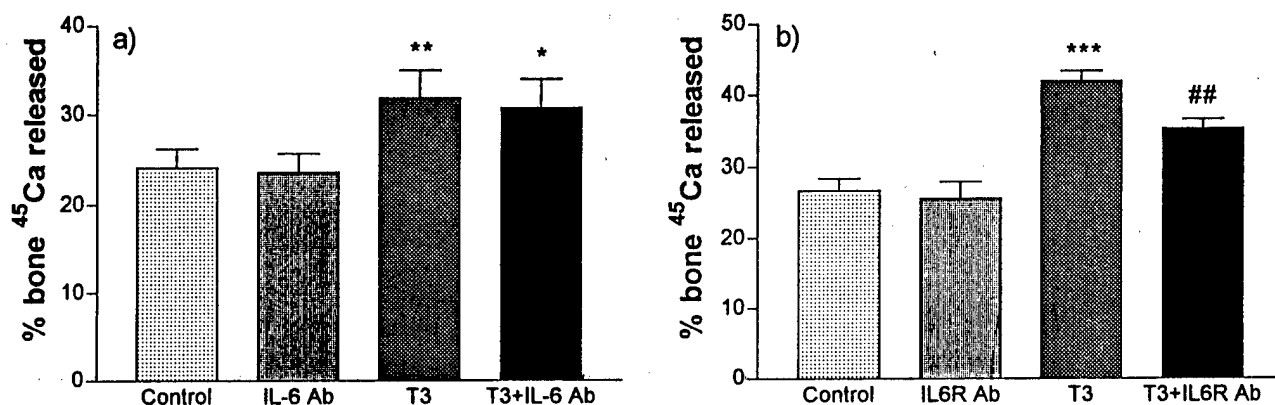 a)
% bone ⁴⁵Ca released
40
30
20
10
0
**
*
Control IL-6 Ab T3 T3+IL-6 Ab
b)
% bone ⁴⁵Ca released
50
40
30
20
10
0
***
##
Control IL6R Ab T3 T3+IL6R Ab